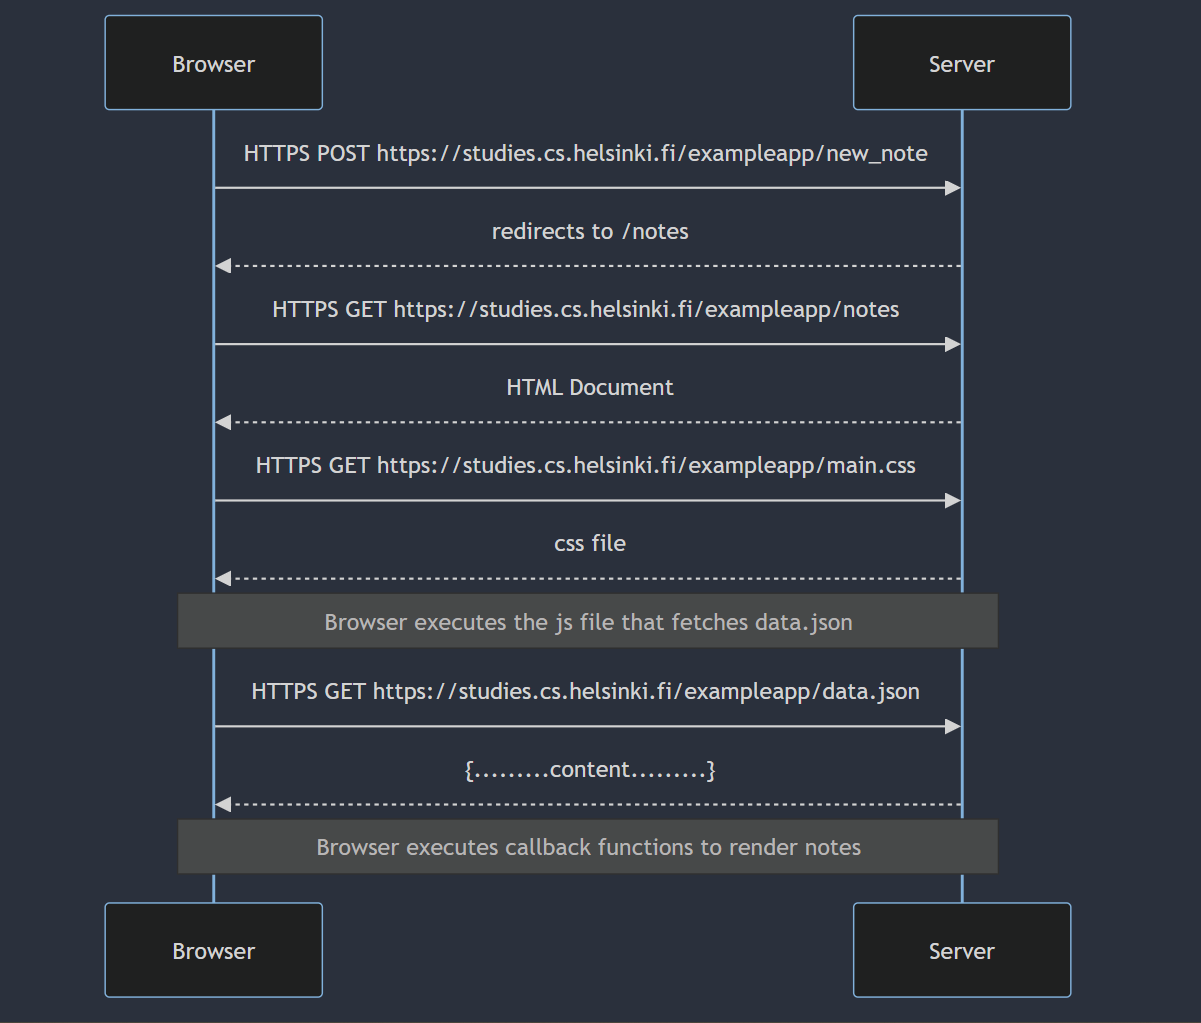 Browser
Server
HTTPS POST https://studies.cs.helsinki.fi/exampleapp/new_note
redirects to /notes
HTTPS GET https://studies.cs.helsinki.fi/exampleapp/notes
HTML Document
HTTPS GET https://studies.cs.helsinki.fi/exampleapp/main.css
css file
Browser executes the js file that fetches data.json
HTTPS GET https://studies.cs.helsinki.fi/exampleapp/data.json
{.........content.........}
Browser executes callback functions to render notes
Browser
Server